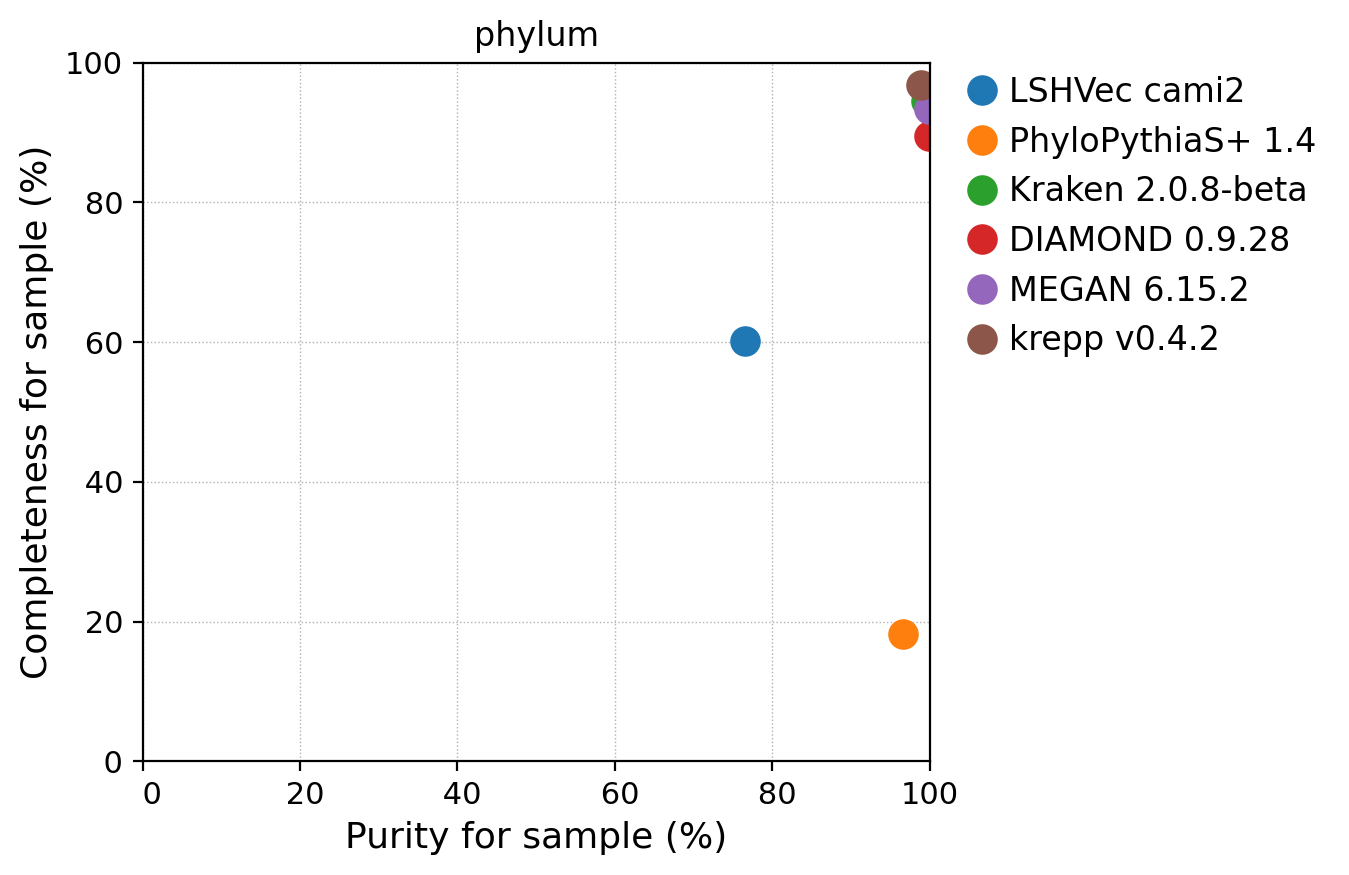 phylum
100
80
60
40
20
0
Completeness for sample (%)
0 20 40 60 80 100
Purity for sample (%)
LSHVec cami2
PhyloPythiaS+ 1.4
Kraken 2.0.8-beta
DIAMOND 0.9.28
MEGAN 6.15.2
krepp v0.4.2